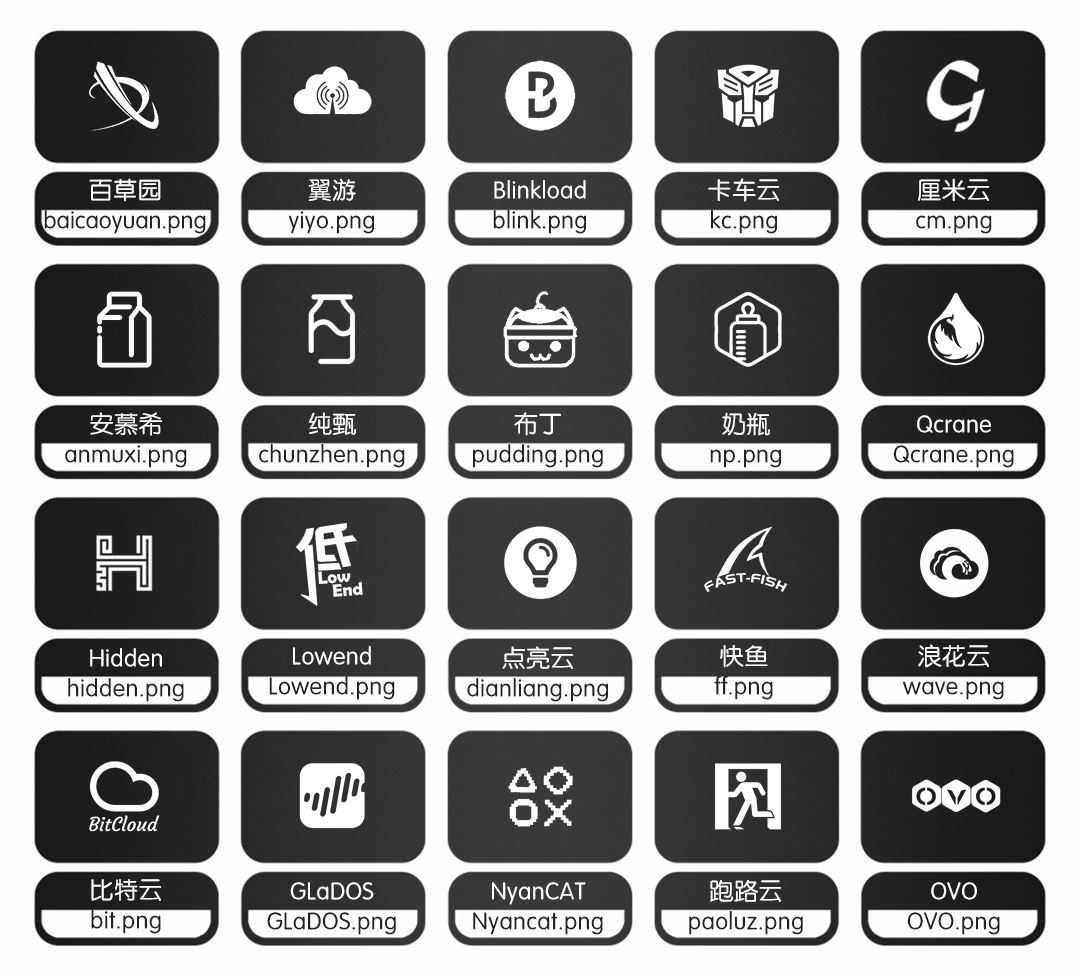 百草园
baicaoyuan.png
翼游
yiyo.png
Blinkload
blink.png
卡车云
kc.png
厘米云
cm.png
安慕希
anmuxi.png
纯甄
chunzhen.png
布丁
pudding.png
奶瓶
np.png
Qcrane
Qcrane.png
低
Low
End
FAST-FISH
Hidden
hidden.png
Lowend
Lowend.png
点亮云
dianliang.png
快鱼
ff.png
浪花云
wave.png
BitCloud
OVO
比特云
bit.png
GLaDOS
GLaDOS.png
NyanCAT
Nyancat.png
跑路云
paoluz.png
OVO
OVO.png